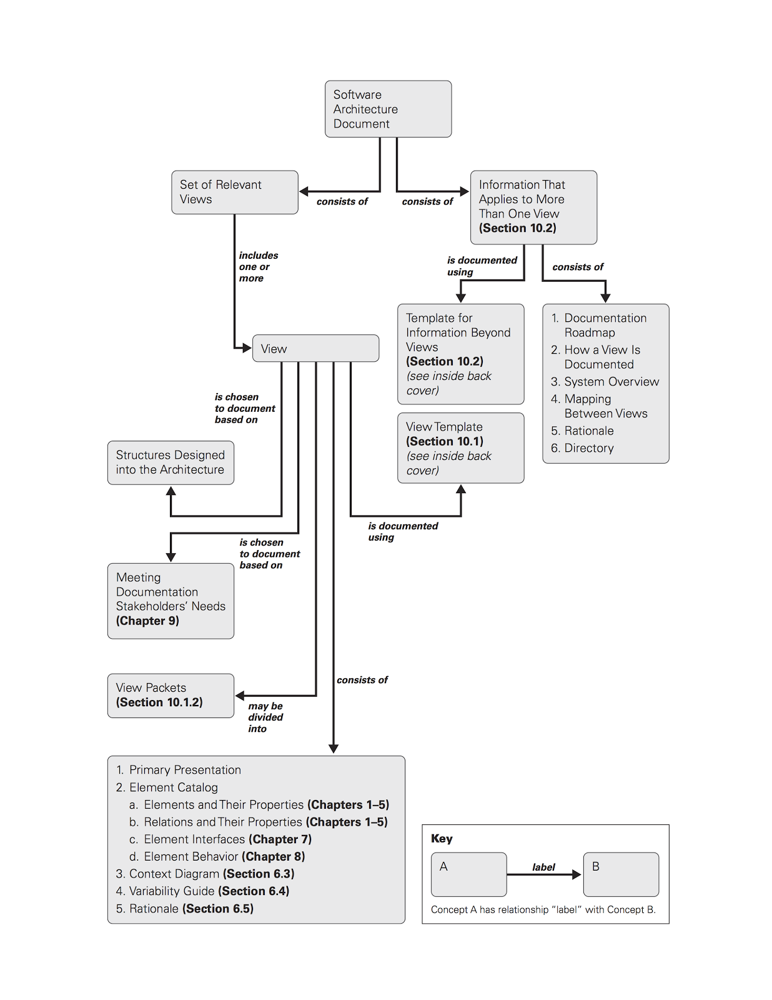 Software
Architecture
Document
Set of Relevant
Views
consists of
consists of
Information That
Applies to More
Than One View
(Section 10.2)
includes
one or
more
is documented
using
consists of
View
Template for
Information Beyond
Views
(Section 10.2)
(see inside back
cover)
1. Documentation
Roadmap
2. How a View Is
Documented
3. System Overview
4. Mapping
Between Views
5. Rationale
6. Directory
is chosen
to document
based on
View Template
(Section 10.1)
(see inside back
cover)
Structures Designed
into the Architecture
is documented
using
is chosen
to document
based on
Meeting
Documentation
Stakeholders' Needs
(Chapter 9)
View Packets
(Section 10.1.2)
consists of
may be
divided
into
1. Primary Presentation
2. Element Catalog
a. Elements and Their Properties (Chapters 1–5)
b. Relations and Their Properties (Chapters 1–5)
c. Element Interfaces (Chapter 7)
d. Element Behavior (Chapter 8)
3. Context Diagram (Section 6.3)
4. Variability Guide (Section 6.4)
5. Rationale (Section 6.5)
Key
A
label
B
Concept A has relationship "label" with Concept B.